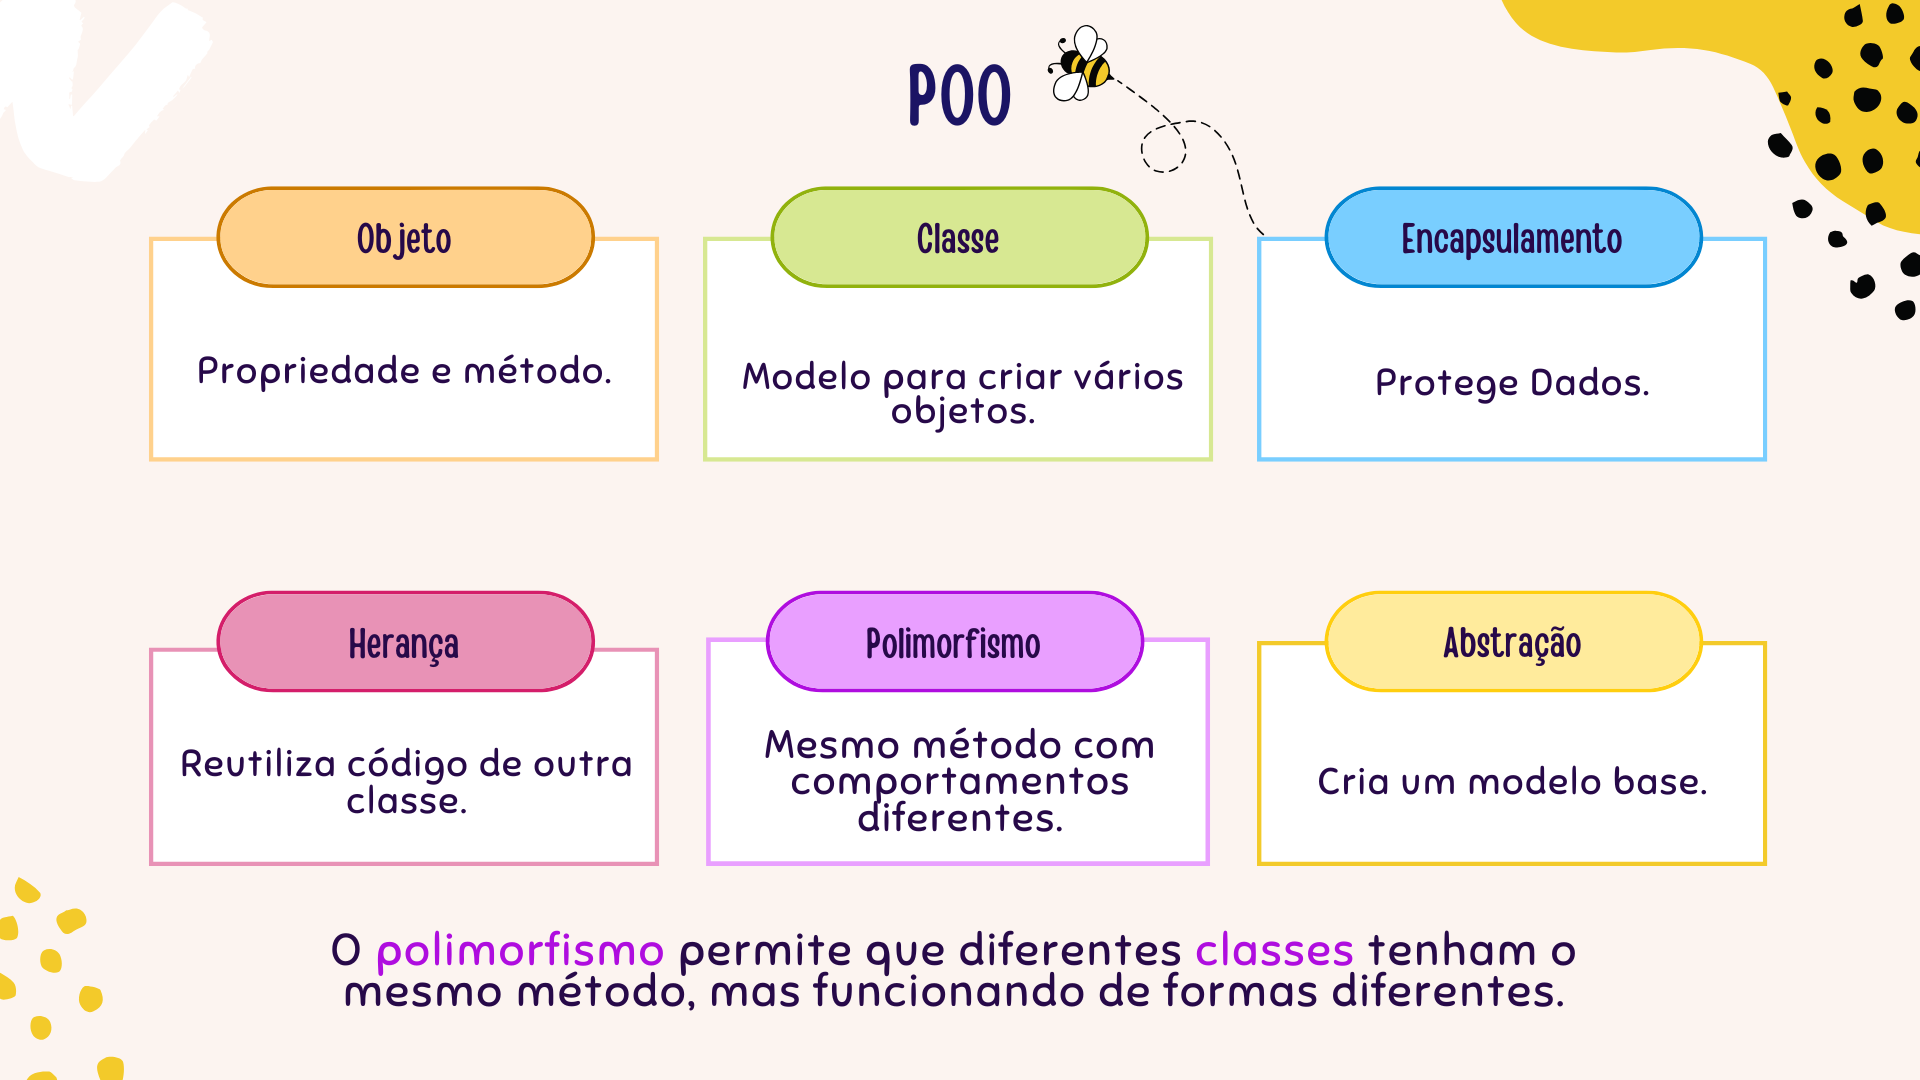 POO
Objeto
Propriedade e método.
Classe
Modelo para criar vários
objetos.
Encapsulamento
Protege Dados.
Herança
Reutiliza código de outra
classe.
Polimorfismo
Mesmo método com
comportamentos
diferentes.
Abstração
Cria um modelo base.
O polimorfismo permite que diferentes classes tenham o
mesmo método, mas funcionando de formas diferentes.